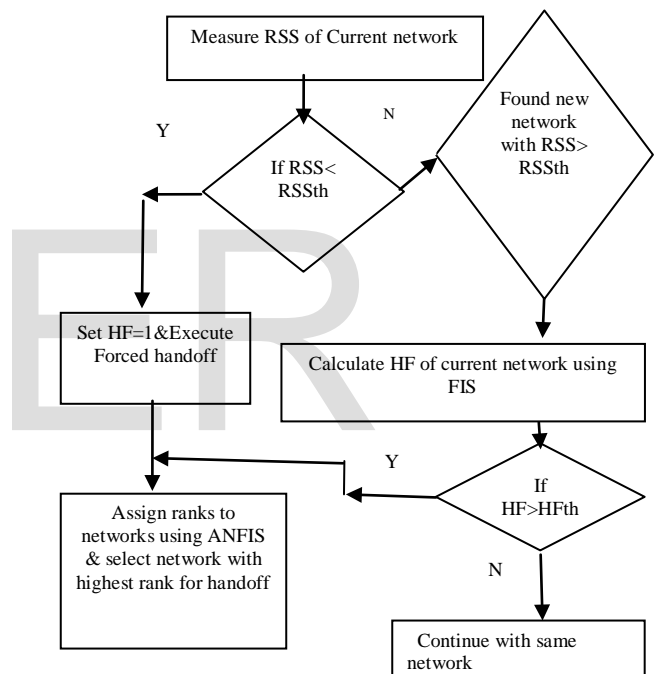 Measure RSS of Current network
Y
N
If RSS<
RSSth
Found new
network
with RSS>
RSSth
Set HF=1&Execute
Forced handoff
Calculate HF of current network using
FIS
Y
If
HF>HFth
Assign ranks to
networks using ANFIS
& select network with
highest rank for handoff
N
Continue with same
network
ER